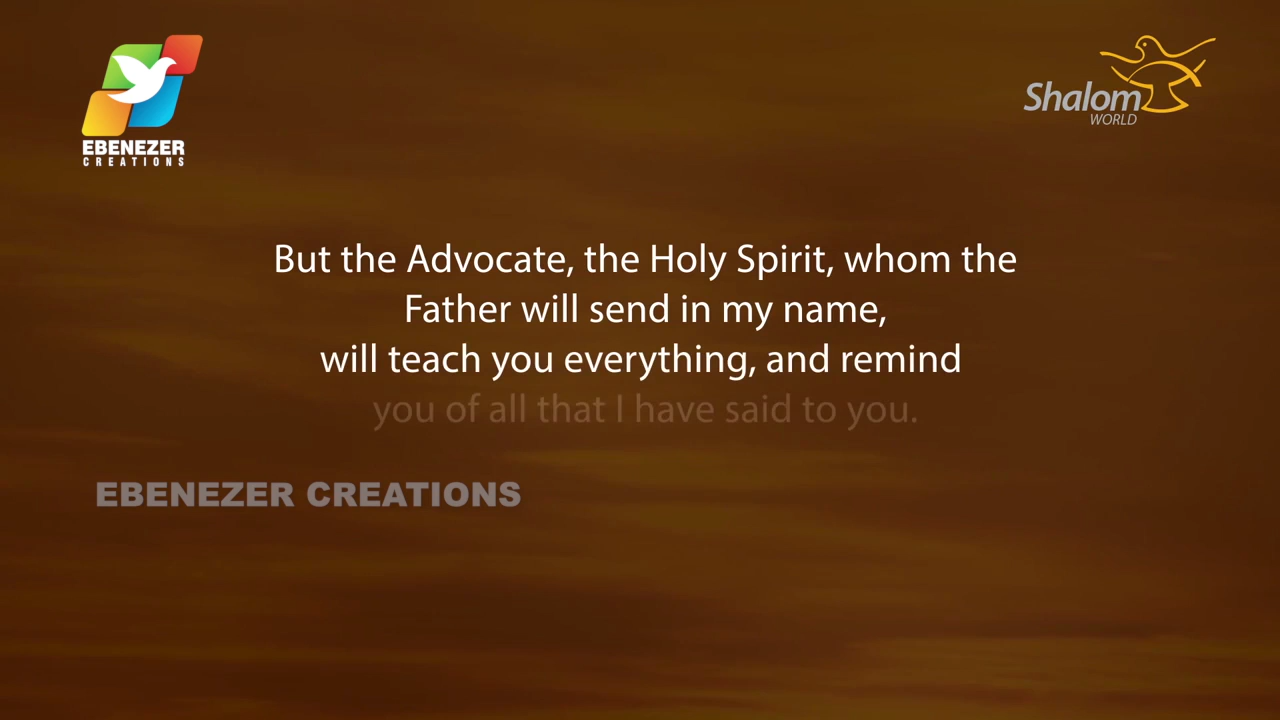 EBENEZER
CREATIONS
Shalom
WORLD
But the Advocate, the Holy Spirit, whom the
Father will send in my name,
will teach you everything, and remind
you of all that I have said to you.
EBENEZER CREATIONS